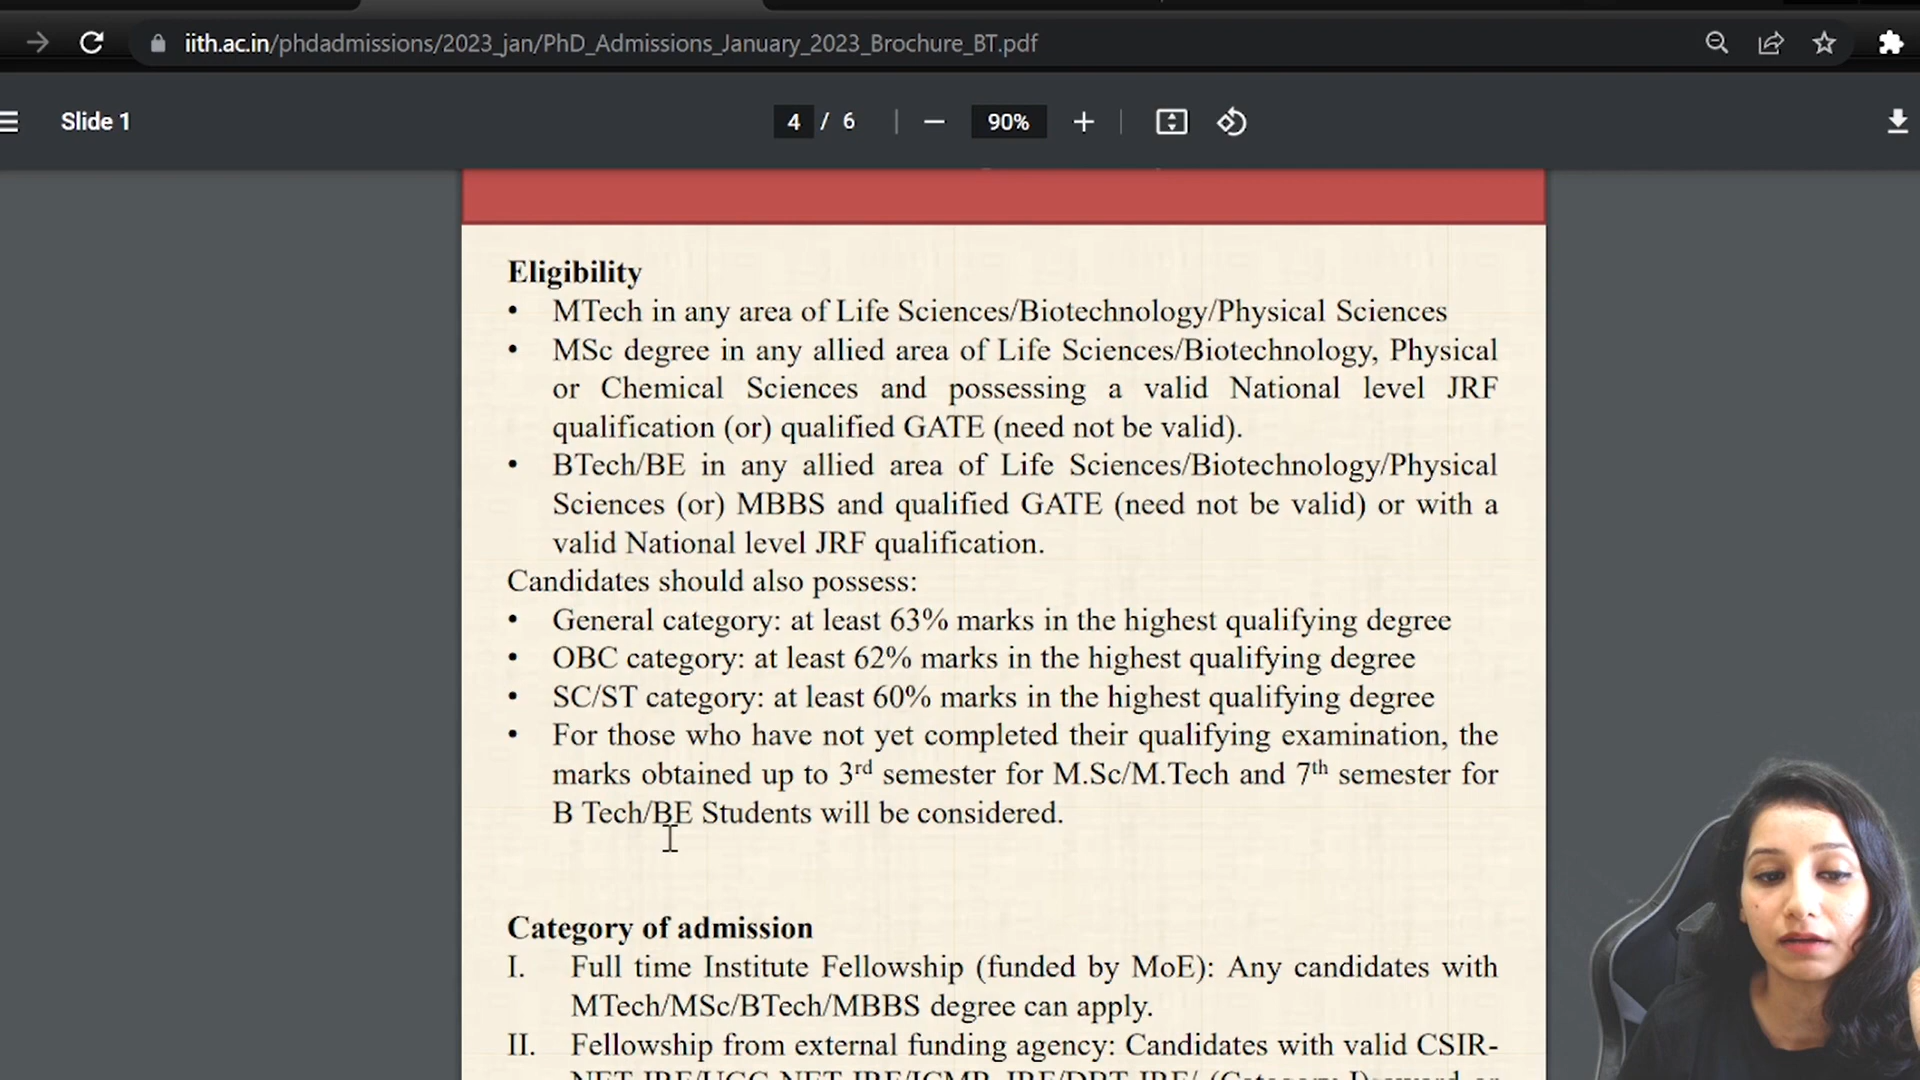 iith.ac.in/phdadmissions/2023_jan/PhD_Admissions_January_2023_Brochure_BT.pdf
Slide 1
4 / 6
90%
Eligibility
• MTech in any area of Life Sciences/Biotechnology/Physical Sciences
• MSc degree in any allied area of Life Sciences/Biotechnology, Physical
or Chemical Sciences and possessing a valid National level JRF
qualification (or) qualified GATE (need not be valid).
• BTech/BE in any allied area of Life Sciences/Biotechnology/Physical
Sciences (or) MBBS and qualified GATE (need not be valid) or with a
valid National level JRF qualification.
Candidates should also possess:
• General category: at least 63% marks in the highest qualifying degree
• OBC category: at least 62% marks in the highest qualifying degree
• SC/ST category: at least 60% marks in the highest qualifying degree
• For those who have not yet completed their qualifying examination, the
marks obtained up to 3rd semester for M.Sc/M.Tech and 7th semester for
B Tech/BE Students will be considered.
Category of admission
I. Full time Institute Fellowship (funded by MoE): Any candidates with
MTech/MSc/BTech/MBBS degree can apply.
II. Fellowship from external funding agency: Candidates with valid CSIR-